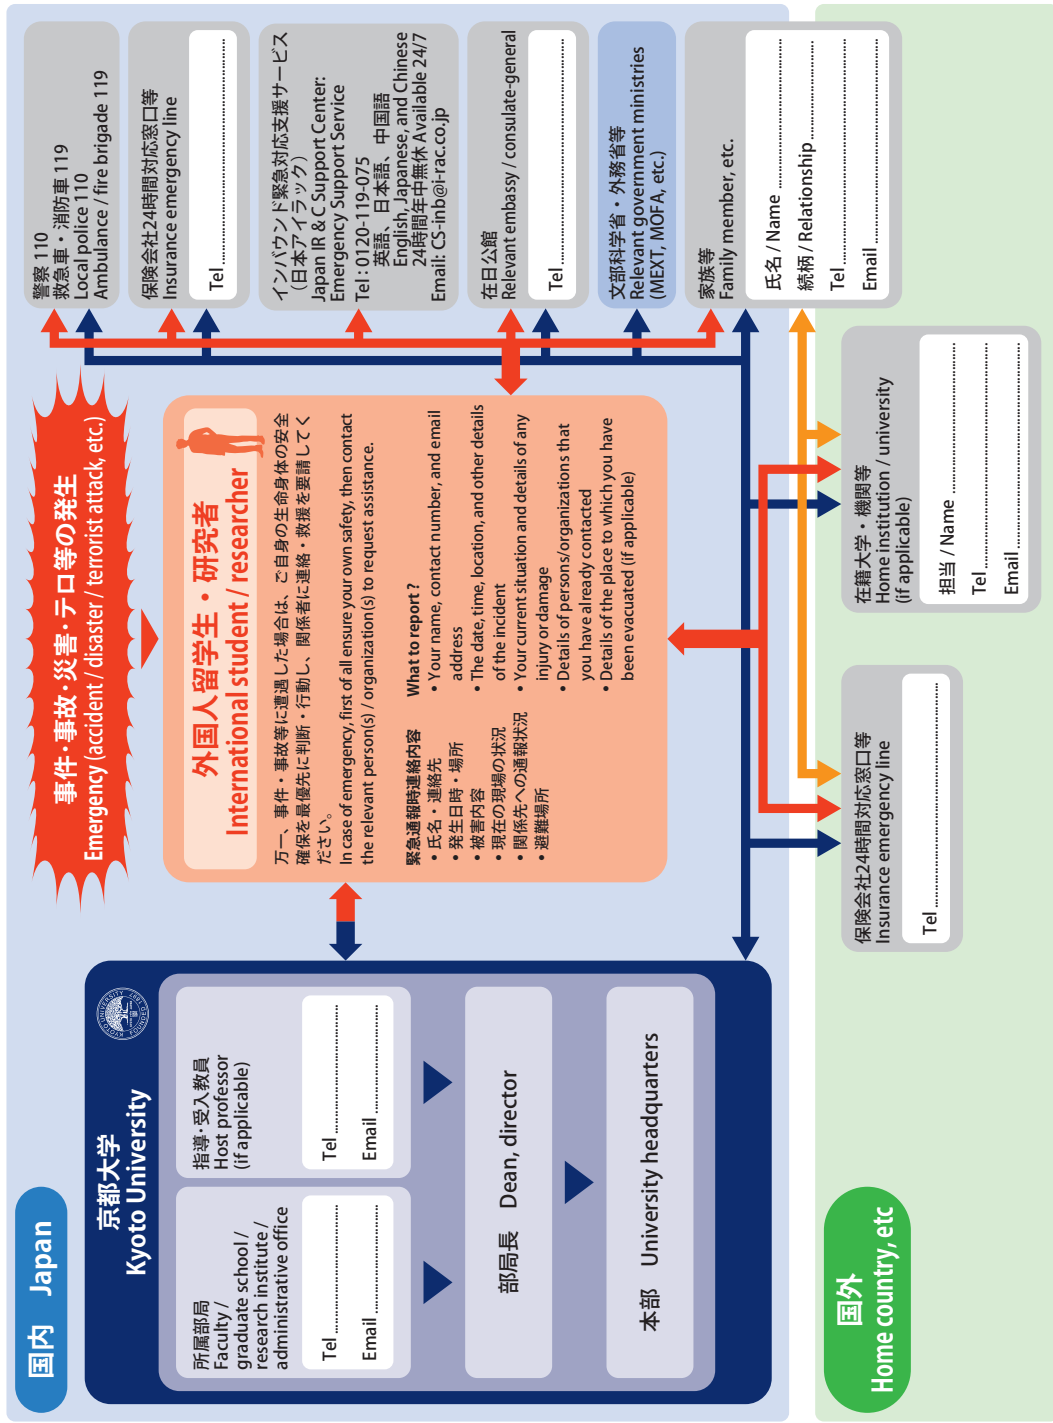 国内 Japan
京都大学
Kyoto University
KYOTO UNIVERSITY
FOUNDED 1897
所属部局
Faculty /
graduate school /
research institute /
administrative office
Tel
Email
指導・受入教員
Host professor
(if applicable)
Tel
Email
部局長 Dean, director
本部 University headquarters
事件・事故・災害・テロ等の発生
Emergency (accident / disaster / terrorist attack, etc.)
外国人留学生・研究者
International student / researcher
万一、事件・事故等に遭遇した場合は、ご自身の生命身体の安全
確保を最優先に判断・行動し、関係者に連絡・救援を要請してく
ださい。
In case of emergency, first of all ensure your own safety, then contact
the relevant person(s) / organization(s) to request assistance.
緊急通報時連絡内容
• 氏名・連絡先
• 発生日時・場所
• 被害内容
• 現在の現場の状況
• 関係先への通報状況
• 避難場所
What to report ?
• Your name, contact number, and email
address
• The date, time, location, and other details
of the incident
• Your current situation and details of any
injury or damage
• Details of persons/organizations that
you have already contacted
• Details of the place to which you have
been evacuated (if applicable)
警察 110
救急車・消防車 119
Local police 110
Ambulance / fire brigade 119
保険会社24時間対応窓口等
Insurance emergency line
Tel
インバウンド緊急対応支援サービス
(日本アイラック)
Japan IR & C Support Center:
Emergency Support Service
Tel : 0120-119-075
英語、日本語、中国語
English, Japanese, and Chinese
24時間年中無休 Available 24/7
Email: CS-inb@i-rac.co.jp
在日公館
Relevant embassy / consulate-general
Tel
文部科学省・外務省等
Relevant government ministries
(MEXT, MOFA, etc.)
家族等
Family member, etc.
氏名 / Name
続柄 / Relationship
Tel
Email
国外
Home country, etc
保険会社24時間対応窓口等
Insurance emergency line
Tel
在籍大学・機関等
Home institution / university
(if applicable)
担当 / Name
Tel
Email